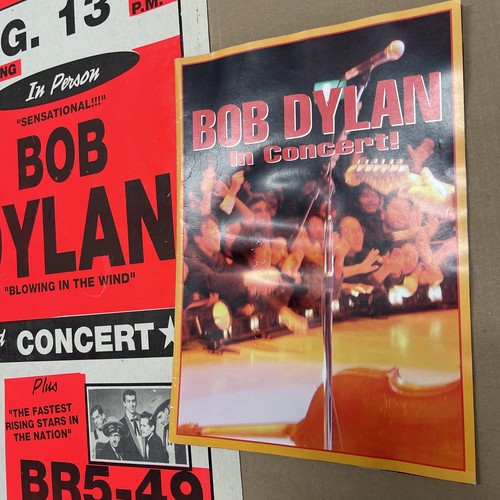 G. 13
P.M.
NG
In Person
"SENSATIONAL!!!"
BOB
DYLAN
"BLOWING IN THE WIND"
CONCERT
Plus
"THE FASTEST
RISING STARS IN
THE NATION"
BR5-49
BOB DYLAN
In Concert!